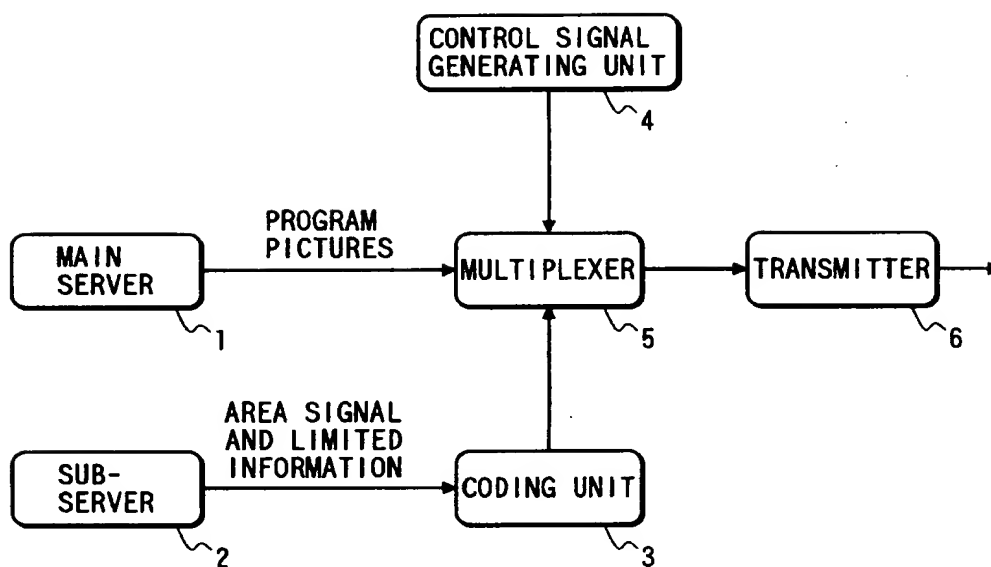 CONTROL SIGNAL
GENERATING UNIT
4
PROGRAM
PICTURES
MAIN
SERVER
1
MULTIPLEXER
5
TRANSMITTER
6
AREA SIGNAL
AND LIMITED
INFORMATION
SUB-
SERVER
2
CODING UNIT
3